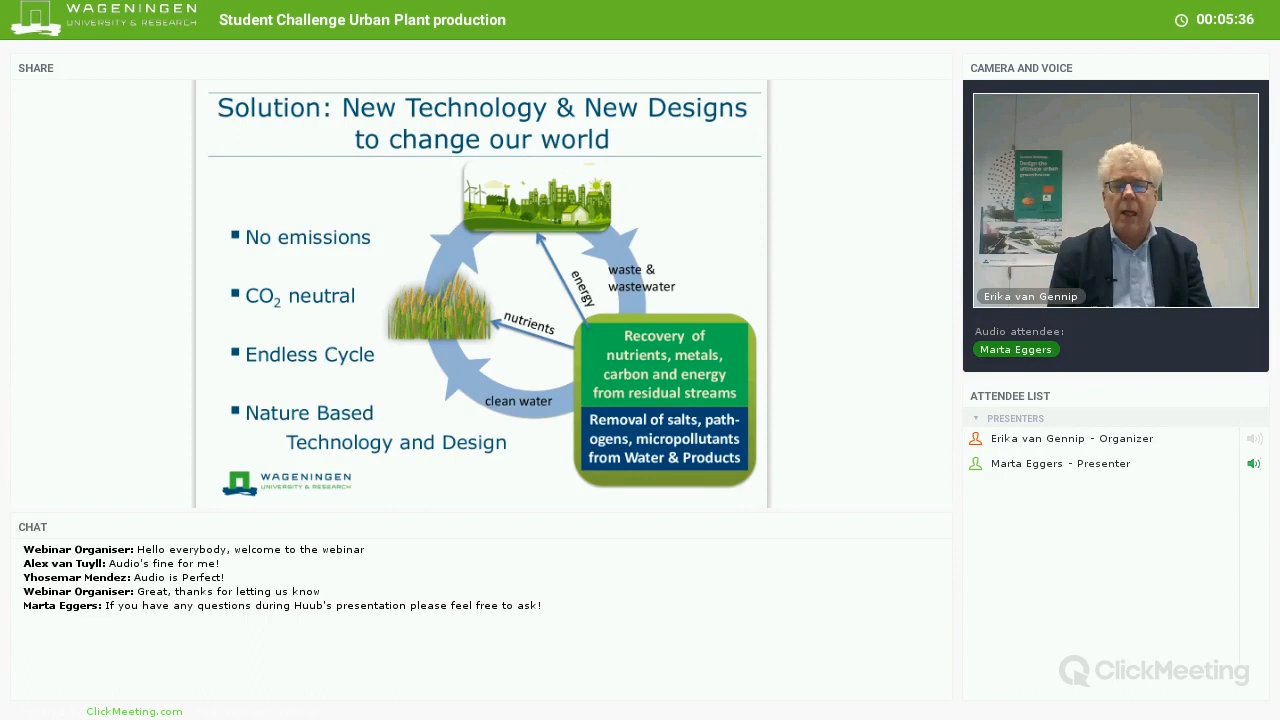 WAGENINGEN
UNIVERSITY & RESEARCH
Student Challenge Urban Plant production
00:05:36
SHARE
Solution: New Technology & New Designs
to change our world
No emissions
CO2 neutral
Endless Cycle
Nature Based
Technology and Design
waste &
wastewater
energy
nutrients
clean water
Recovery of
nutrients, metals,
carbon and energy
from residual streams
Removal of salts, path-
ogens, micropollutants
from Water & Products
WAGENINGEN
UNIVERSITY & RESEARCH
CAMERA AND VOICE
Design the
ultimate urban
greenhouse
Erika van Gennip
Audio attendee:
Marta Eggers
ATTENDEE LIST
PRESENTERS
Erika van Gennip - Organizer
Marta Eggers - Presenter
CHAT
Webinar Organiser: Hello everybody, welcome to the webinar
Alex van Tuyll: Audio's fine for me!
Yhosemar Mendez: Audio is Perfect!
Webinar Organiser: Great, thanks for letting us know
Marta Eggers: If you have any questions during Huub's presentation please feel free to ask!
ClickMeeting
ClickMeeting.com